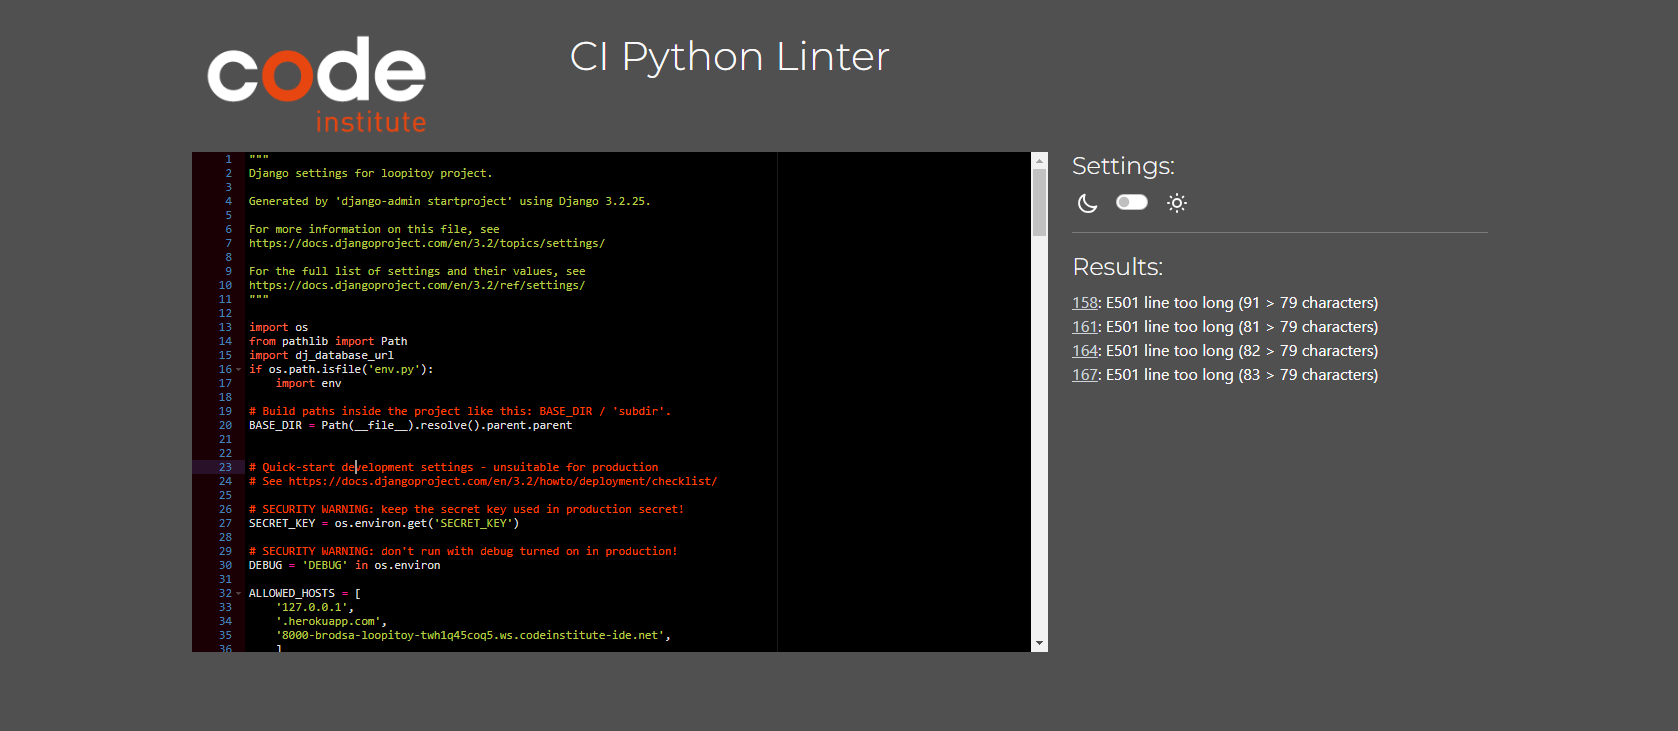 code
institute
CI Python Linter
1 """
2 Django settings for loopitoy project.
3
4 Generated by 'django-admin startproject' using Django 3.2.25.
5
6 For more information on this file, see
7 https://docs.djangoproject.com/en/3.2/topics/settings/
8
9 For the full list of settings and their values, see
10 https://docs.djangoproject.com/en/3.2/ref/settings/
11 """
12
13 import os
14 from pathlib import Path
15 import dj_database_url
16 if os.path.isfile('env.py'):
17     import env
18
19 # Build paths inside the project like this: BASE_DIR / 'subdir'.
20 BASE_DIR = Path(__file__).resolve().parent.parent
21
22
23 # Quick-start development settings - unsuitable for production
24 # See https://docs.djangoproject.com/en/3.2/howto/deployment/checklist/
25
26 # SECURITY WARNING: keep the secret key used in production secret!
27 SECRET_KEY = os.environ.get('SECRET_KEY')
28
29 # SECURITY WARNING: don't run with debug turned on in production!
30 DEBUG = 'DEBUG' in os.environ
31
32 ALLOWED_HOSTS = [
33     '127.0.0.1',
34     '.herokuapp.com',
35     '8000-brodsa-loopitoy-twh1q45coq5.ws.codeinstitute-ide.net',
36     ]
Settings:
Results:
158: E501 line too long (91 > 79 characters)
161: E501 line too long (81 > 79 characters)
164: E501 line too long (82 > 79 characters)
167: E501 line too long (83 > 79 characters)